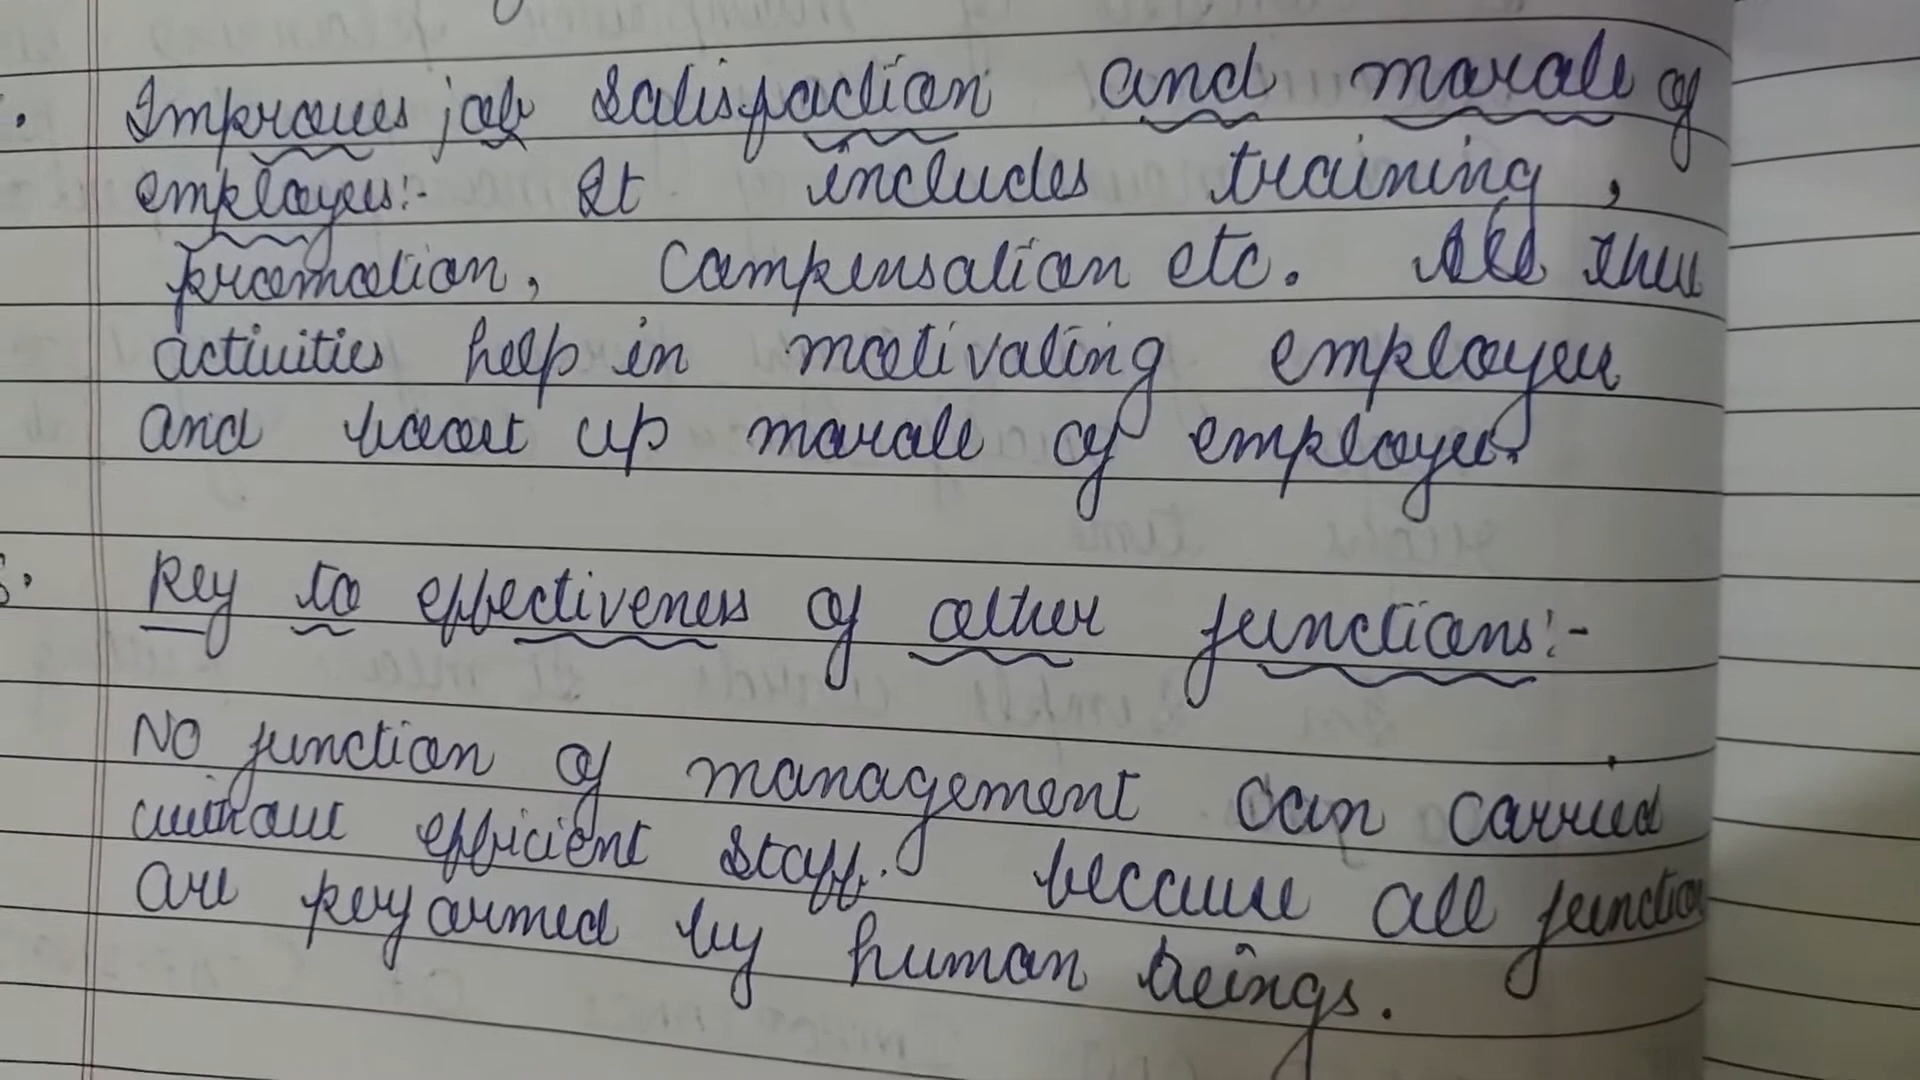 . Improves job satisfaction and morale of
employees:- It includes training,
promotion, compensation etc. All these
activities help in motivating employees
and boost up morale of employees.
. Key to effectiveness of other functions:-
No function of management can carried
without efficient staff. because all function
are performed by human beings.